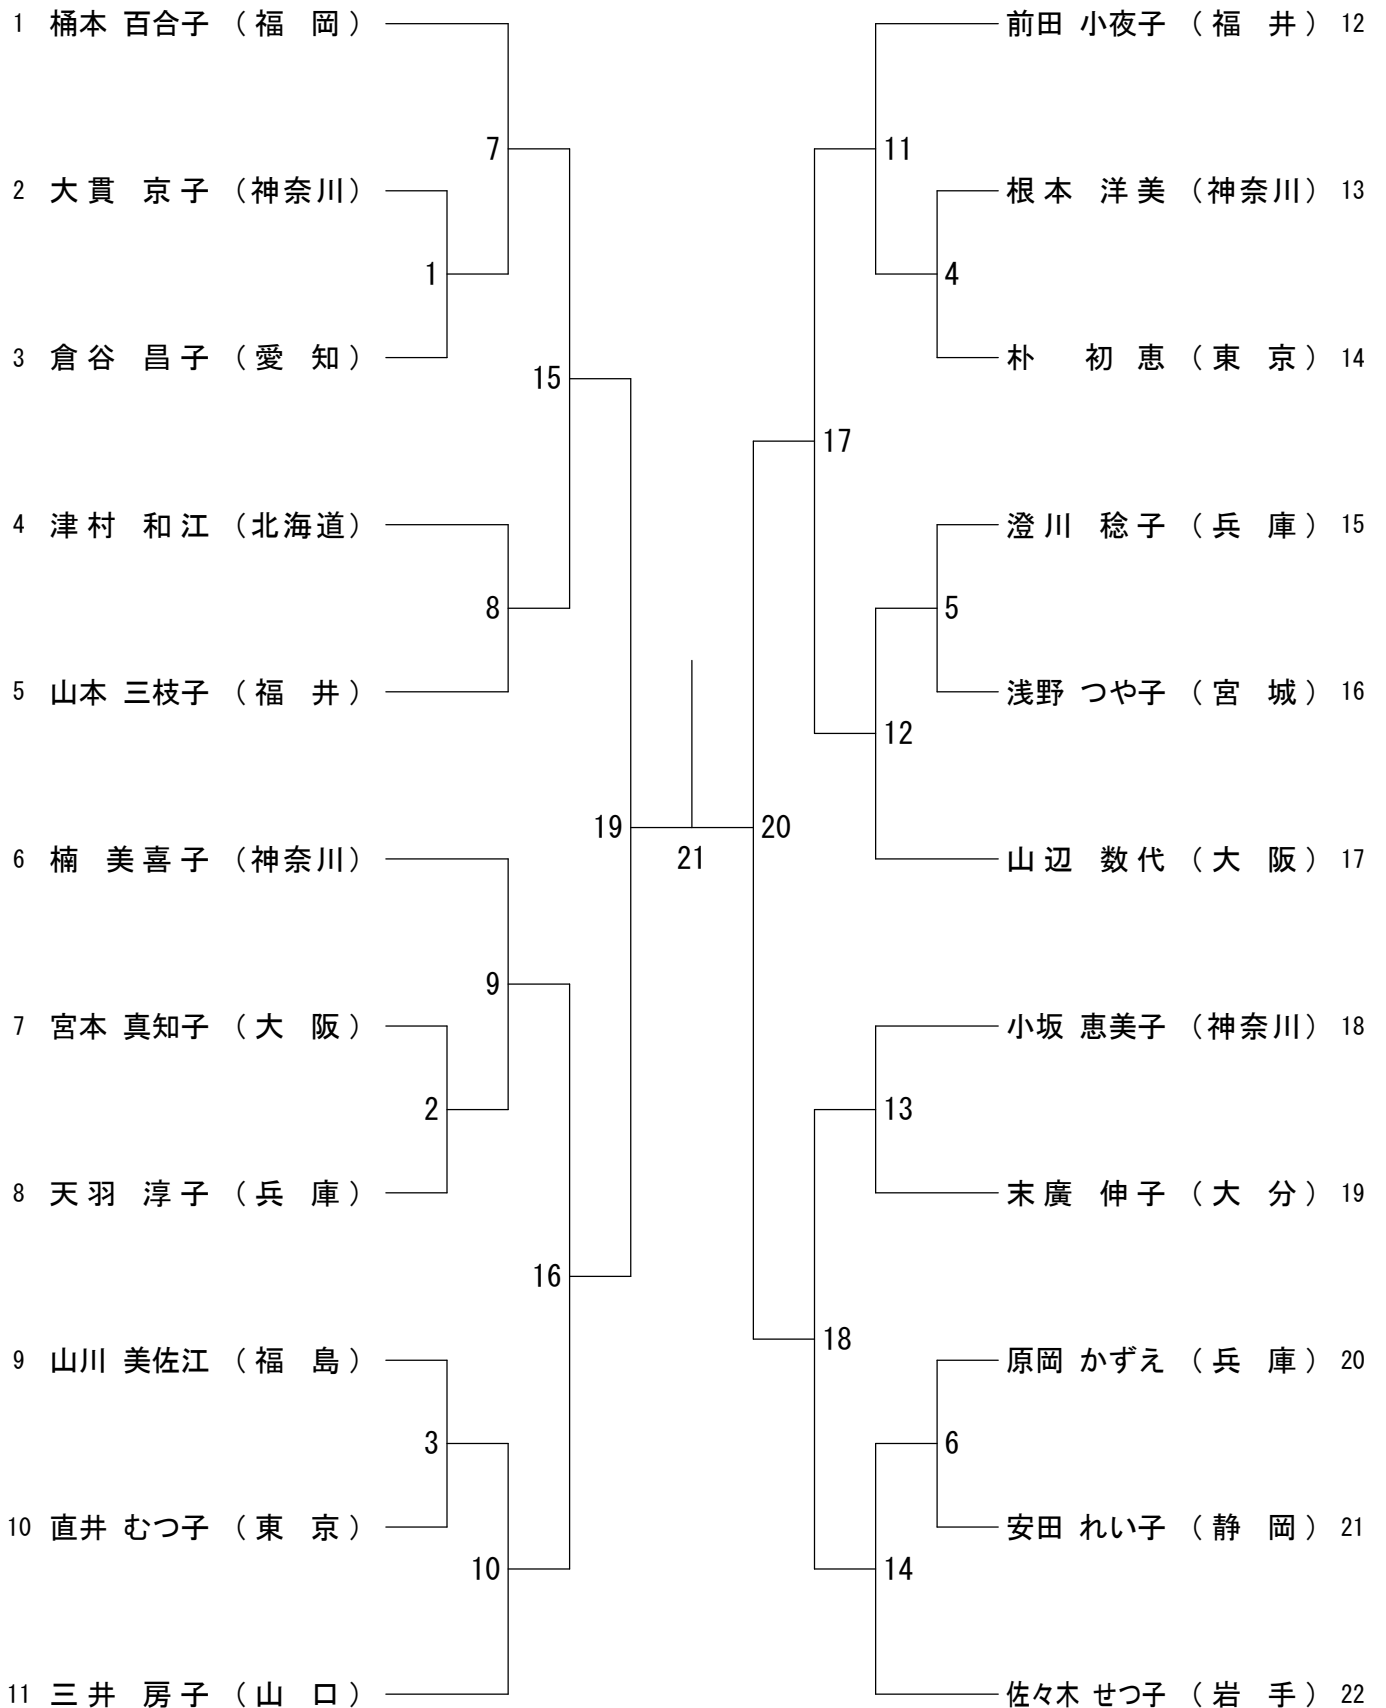 1 桶本 百合子 （福 岡）
7
2 大貫 京子 （神奈川）
1
3 倉谷 昌子 （愛 知）
15
4 津村 和江 （北海道）
8
5 山本 三枝子 （福 井）
19
6 楠 美喜子 （神奈川）
9
7 宮本 真知子 （大 阪）
2
8 天羽 淳子 （兵 庫）
16
9 山川 美佐江 （福 島）
3
10 直井 むつ子 （東 京）
10
11 三井 房子 （山 口）
21
前田 小夜子 （福 井） 12
11
根本 洋美 （神奈川） 13
4
朴 初恵 （東 京） 14
17
澄川 稔子 （兵 庫） 15
5
浅野 つや子 （宮 城） 16
12
20
山辺 数代 （大 阪） 17
小坂 恵美子 （神奈川） 18
13
末廣 伸子 （大 分） 19
18
原岡 かずえ （兵 庫） 20
6
安田 れい子 （静 岡） 21
14
佐々木 せつ子 （岩 手） 22